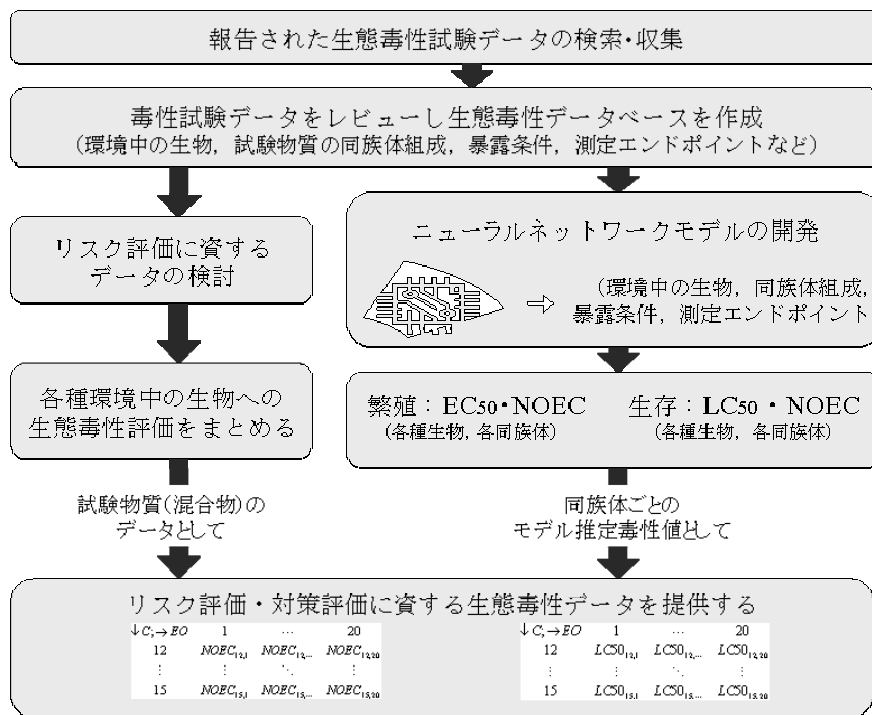 報告された生態毒性試験データの検索・収集
毒性試験データをレビューし生態毒性データベースを作成
(環境中の生物, 試験物質の同族体組成, 暴露条件, 測定エンドポイントなど)
リスク評価に資する
データの検討
ニューラルネットワークモデルの開発
(環境中の生物, 同族体組成,
暴露条件, 測定エンドポイント
各種環境中の生物への
生態毒性評価をまとめる
繁殖：EC50・NOEC
(各種生物, 各同族体)
生存：LC50・NOEC
(各種生物, 各同族体)
試験物質(混合物)の
データとして
同族体ごとの
モデル推定毒性値として
リスク評価・対策評価に資する生態毒性データを提供する
↓C;→EO 1 … 20
12 NOEC12,1 NOEC12,... NOEC12,20
⋮ ⋮ ⋱ ⋮
15 NOEC15,1 NOEC15,... NOEC15,20
↓C;→EO 1 … 20
12 LC5012,1 LC5012,... LC5012,20
⋮ ⋮ ⋱ ⋮
15 LC5015,1 LC5015,... LC5015,20